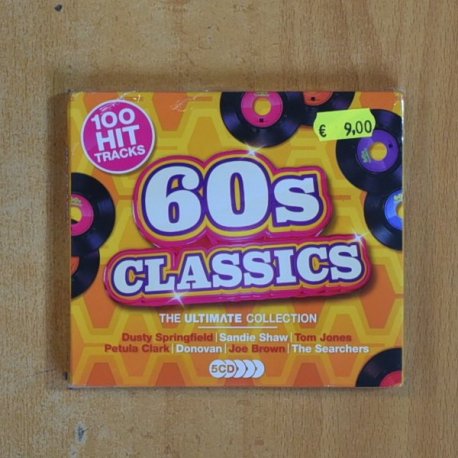 100
HIT
TRACKS
€ 9,00
60s
CLASSICS
THE ULTIMATE COLLECTION
Dusty Springfield | Sandie Shaw | Tom Jones
Petula Clark | Donovan | Joe Brown | The Searchers
5CD